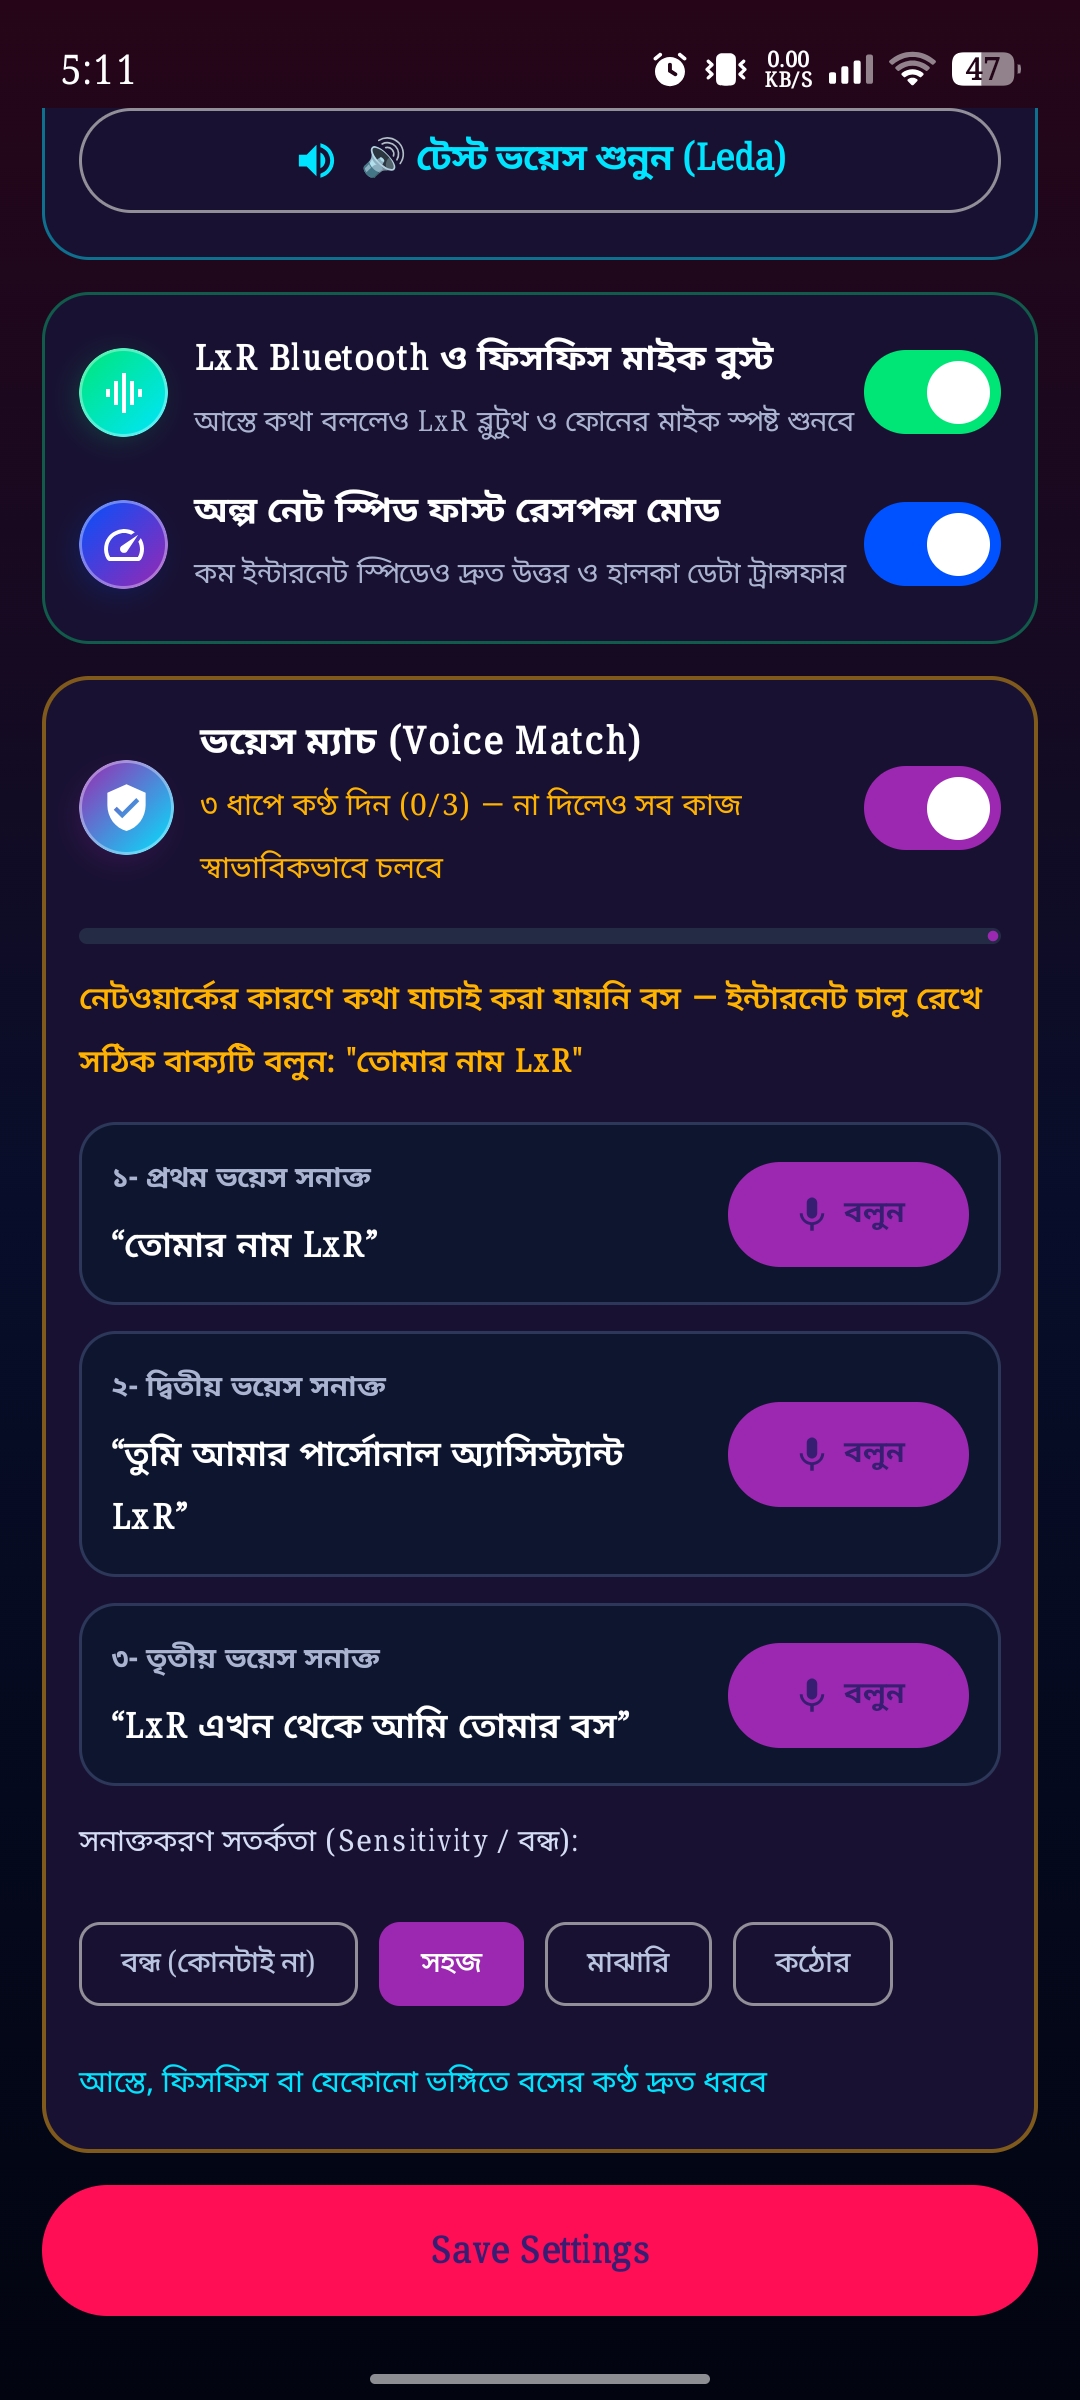 5:11
0.00
KB/S
47
🔊 টেস্ট ভয়েস শুনুন (Leda)
LxR Bluetooth ও ফিসফিস মাইক বুস্ট
আস্তে কথা বললেও LxR ব্লুটুথ ও ফোনের মাইক স্পষ্ট শুনবে
অল্প নেট স্পিড ফাস্ট রেসপন্স মোড
কম ইন্টারনেট স্পিডেও দ্রুত উত্তর ও হালকা ডেটা ট্রান্সফার
ভয়েস ম্যাচ (Voice Match)
৩ ধাপে কণ্ঠ দিন (0/3) — না দিলেও সব কাজ
স্বাভাবিকভাবে চলবে
নেটওয়ার্কের কারণে কথা যাচাই করা যায়নি বস — ইন্টারনেট চালু রেখে
সঠিক বাক্যটি বলুন: "তোমার নাম LxR"
১- প্রথম ভয়েস সনাক্ত
“তোমার নাম LxR”
বলুন
২- দ্বিতীয় ভয়েস সনাক্ত
“তুমি আমার পার্সোনাল অ্যাসিস্ট্যান্ট
LxR”
বলুন
৩- তৃতীয় ভয়েস সনাক্ত
“LxR এখন থেকে আমি তোমার বস”
বলুন
সনাক্তকরণ সতর্কতা (Sensitivity / বন্ধ):
বন্ধ (কোনটাই না) সহজ মাঝারি কঠোর
আস্তে, ফিসফিস বা যেকোনো ভঙ্গিতে বসের কণ্ঠ দ্রুত ধরবে
Save Settings